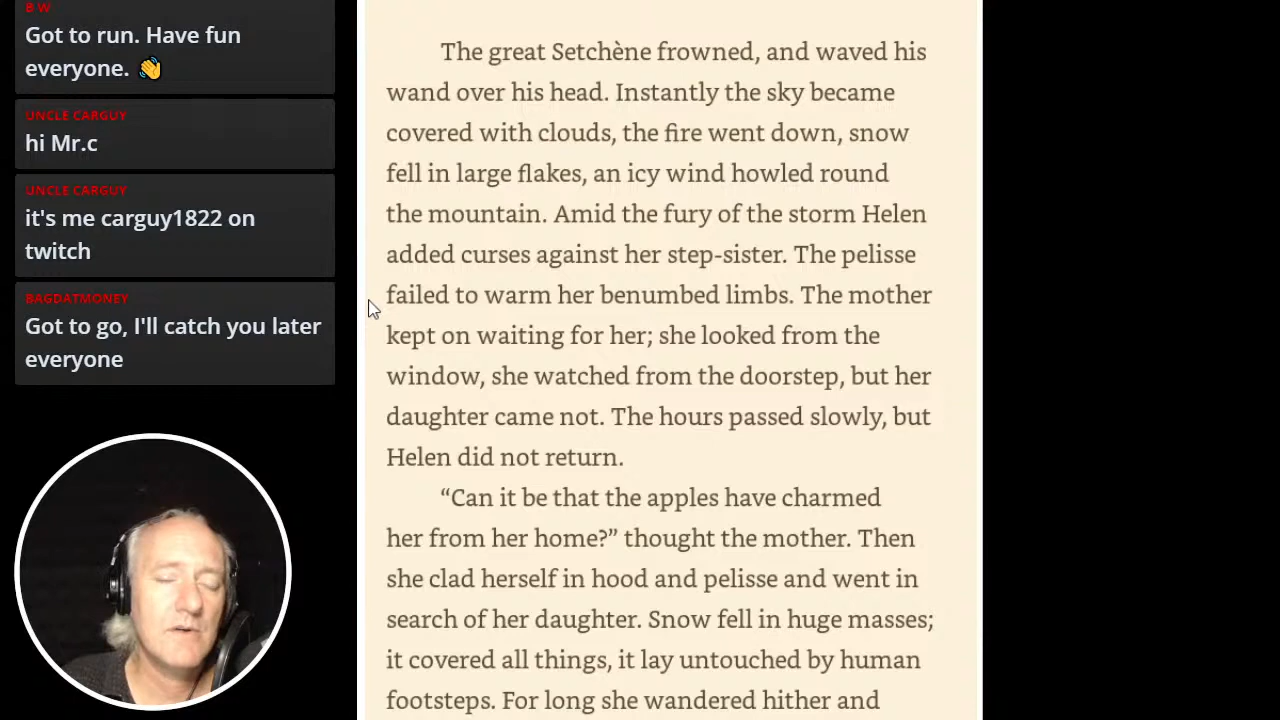 B W
Got to run. Have fun
everyone. 👋
UNCLE CARGUY
hi Mr.c
UNCLE CARGUY
it's me carguy1822 on
twitch
BAGDATMONEY
Got to go, I'll catch you later
everyone
The great Setchène frowned, and waved his
wand over his head. Instantly the sky became
covered with clouds, the fire went down, snow
fell in large flakes, an icy wind howled round
the mountain. Amid the fury of the storm Helen
added curses against her step-sister. The pelisse
failed to warm her benumbed limbs. The mother
kept on waiting for her; she looked from the
window, she watched from the doorstep, but her
daughter came not. The hours passed slowly, but
Helen did not return.
“Can it be that the apples have charmed
her from her home?” thought the mother. Then
she clad herself in hood and pelisse and went in
search of her daughter. Snow fell in huge masses;
it covered all things, it lay untouched by human
footsteps. For long she wandered hither and